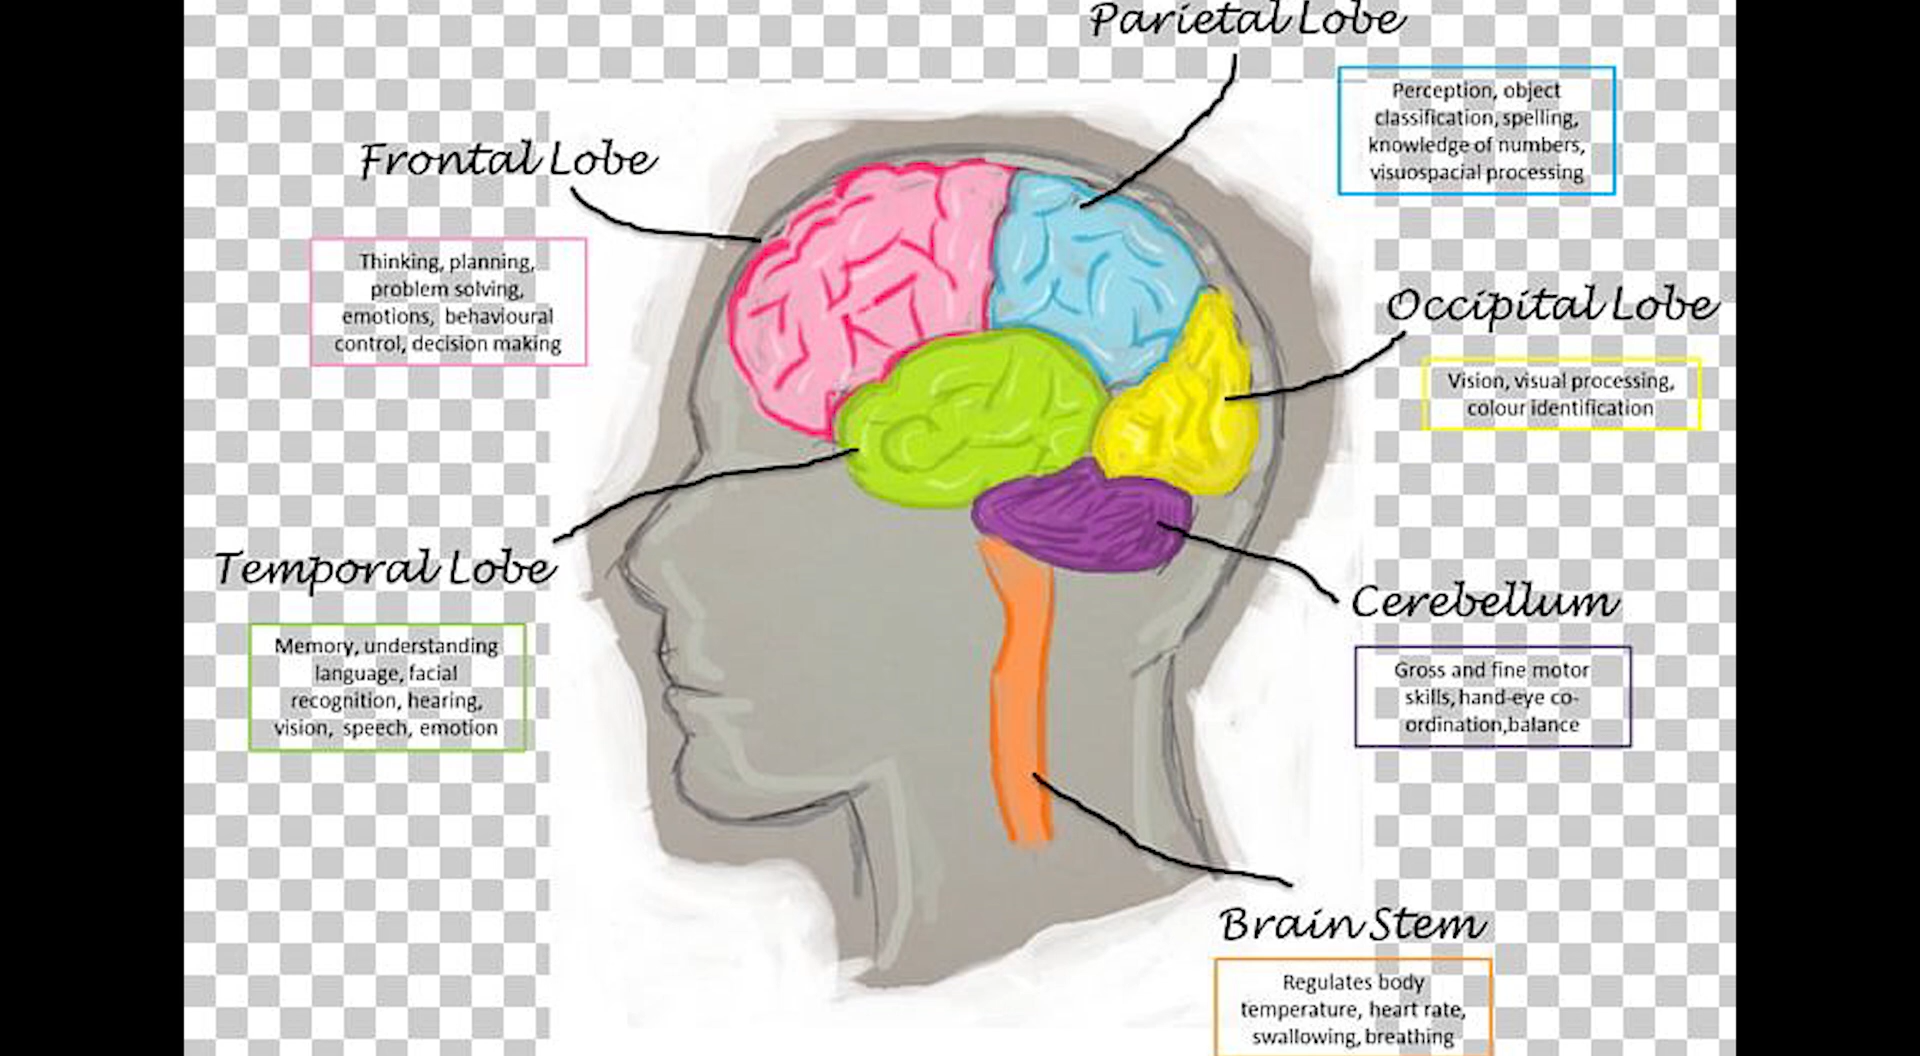 Parietal Lobe
Perception, object
classification, spelling,
knowledge of numbers,
visuospacial processing
Frontal Lobe
Thinking, planning,
problem solving,
emotions, behavioural
control, decision making
Occipital Lobe
Vision, visual processing,
colour identification
Temporal Lobe
Memory, understanding
language, facial
recognition, hearing,
vision, speech, emotion
Cerebellum
Gross and fine motor
skills, hand-eye co-
ordination,balance
Brain Stem
Regulates body
temperature, heart rate,
swallowing, breathing